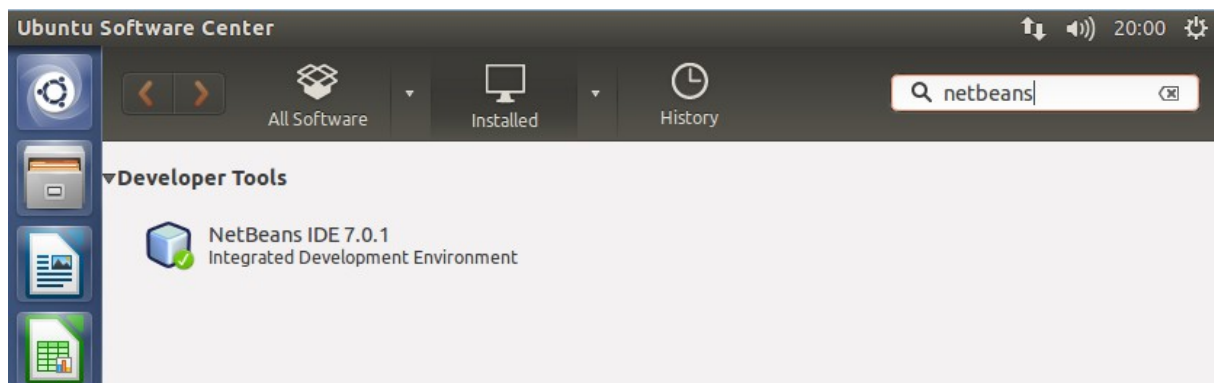 Ubuntu Software Center 20:00
All Software Installed History netbeans
Developer Tools
NetBeans IDE 7.0.1
Integrated Development Environment